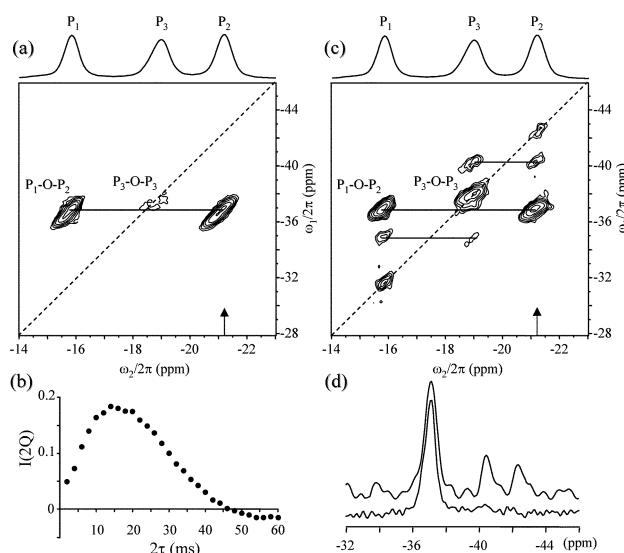 (a)
P₁ P₃ P₂
P₁-O-P₂
P₃-O-P₃
-44
-40
-36
-32
-28
ω₁/2π (ppm)
-14 -16 -18 -20 -22
ω₂/2π (ppm)
(c)
P₁ P₃ P₂
P₁-O-P₂
P₃-O-P₃
-44
-40
-36
-32
-28
ω₁/2π (ppm)
-14 -16 -18 -20 -22
ω₂/2π (ppm)
(b)
I(2Q)
0.2
0.1
0
10 20 30 40 50 60
2τ (ms)
(d)
-32 -36 -40 -44 (ppm)